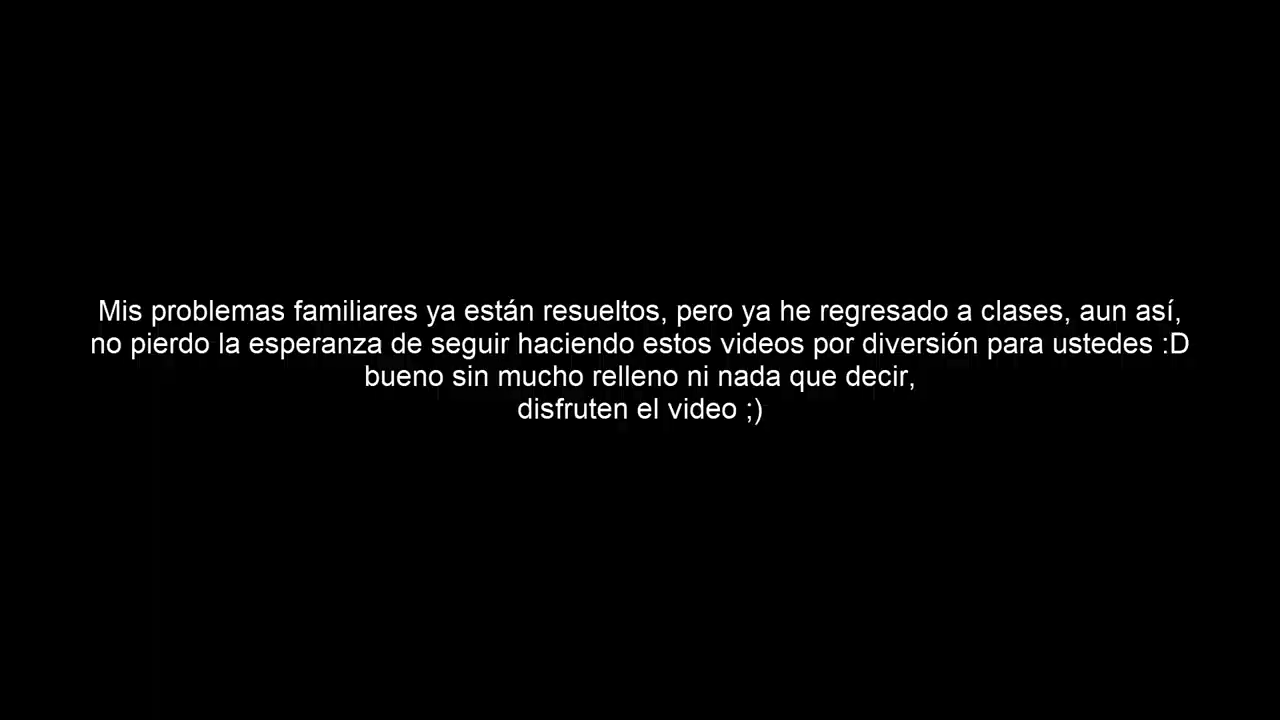 Mis problemas familiares ya están resueltos, pero ya he regresado a clases, aun así,
no pierdo la esperanza de seguir haciendo estos videos por diversión para ustedes :D
bueno sin mucho relleno ni nada que decir,
disfruten el video ;)